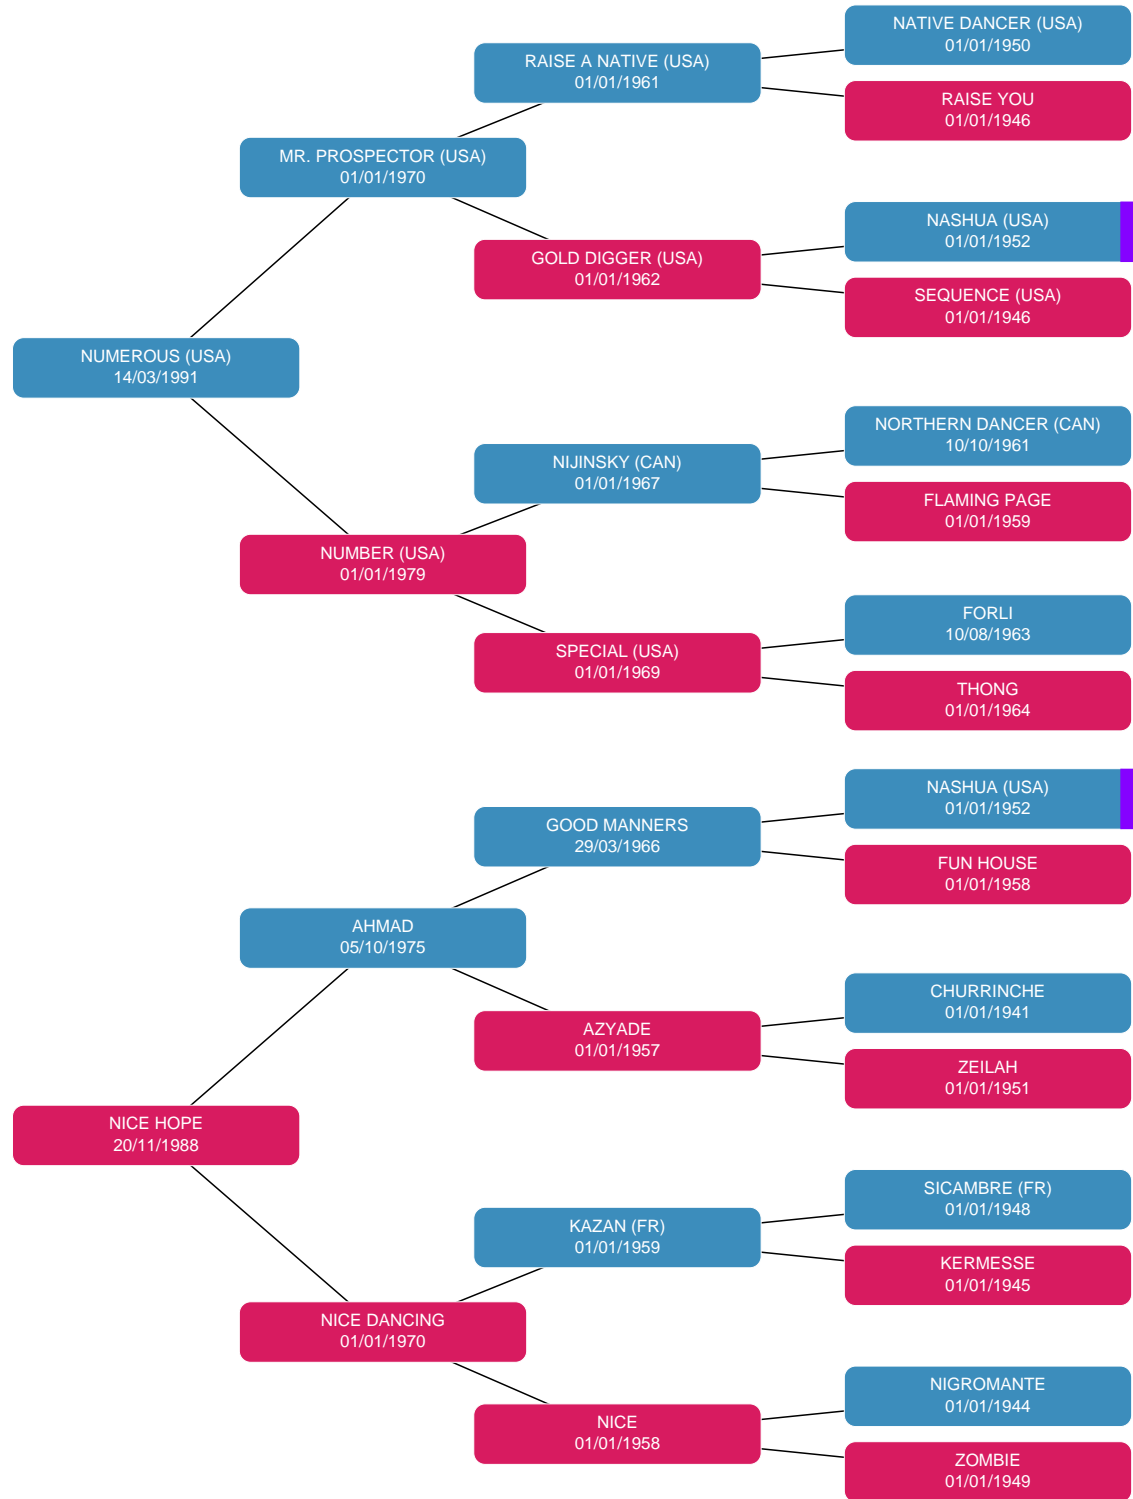 NATIVE DANCER (USA)
01/01/1950
RAISE A NATIVE (USA)
01/01/1961
RAISE YOU
01/01/1946
MR. PROSPECTOR (USA)
01/01/1970
NASHUA (USA)
01/01/1952
GOLD DIGGER (USA)
01/01/1962
SEQUENCE (USA)
01/01/1946
NUMEROUS (USA)
14/03/1991
NORTHERN DANCER (CAN)
10/10/1961
NIJINSKY (CAN)
01/01/1967
FLAMING PAGE
01/01/1959
NUMBER (USA)
01/01/1979
FORLI
10/08/1963
SPECIAL (USA)
01/01/1969
THONG
01/01/1964
NASHUA (USA)
01/01/1952
GOOD MANNERS
29/03/1966
FUN HOUSE
01/01/1958
AHMAD
05/10/1975
CHURRINCHE
01/01/1941
AZYADE
01/01/1957
ZEILAH
01/01/1951
NICE HOPE
20/11/1988
SICAMBRE (FR)
01/01/1948
KAZAN (FR)
01/01/1959
KERMESSE
01/01/1945
NICE DANCING
01/01/1970
NIGROMANTE
01/01/1944
NICE
01/01/1958
ZOMBIE
01/01/1949